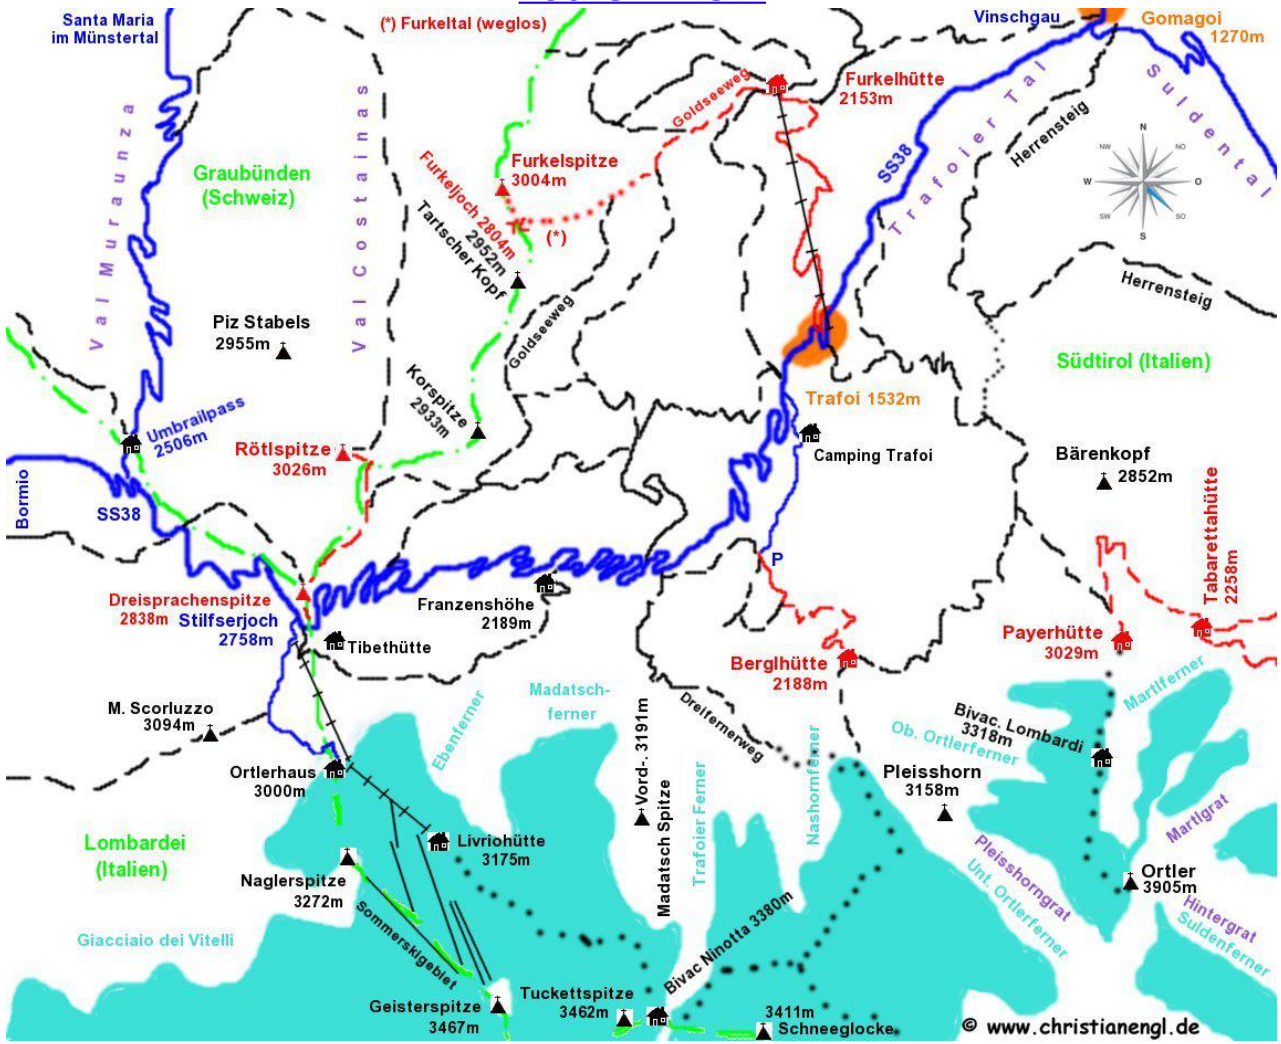 Santa Maria
im Münstertal
(*) Furkeltal (weglos)
Vinschgau
Gomagoi
1270m
Val Muraunza
Val Costainas
Graubünden
(Schweiz)
Goldseeweg
Furkelhütte
2153m
SS38
Trafoier Tal
Suldental
Herrensteig
N
NO
O
SO
S
SW
W
NW
Furkelspitze
3004m
Furkeljoch 2804m
(*)
2952m
Tartscher Kopf
Goldseeweg
Herrensteig
Piz Stabels
2955m
Südtirol (Italien)
Korspitze
2933m
Trafoi 1532m
Umbrailpass
2506m
Rötlspitze
3026m
Camping Trafoi
Bärenkopf
2852m
Bormio
SS38
P
Tabarettahütte
2258m
Dreisprachenspitze
2838m
Stilfserjoch
2758m
Franzenshöhe
2189m
Tibethütte
Berglhütte
2188m
Payerhütte
3029m
M. Scorluzzo
3094m
Ebenferner
Madatsch-
ferner
Dreifernerweg
Martlferner
Bivac. Lombardi
3318m
Ob. Ortlerferner
Ortlerhaus
3000m
Vord-. 3191m
Madatsch Spitze
Trafoier Ferner
Nashornferner
Pleisshorn
3158m
Martlgrat
Lombardei
(Italien)
Livriohütte
3175m
Naglerspitze
3272m
Pleisshorngrat
Unt. Ortlerferner
Ortler
3905m
Hintergrat
Suldenferner
Giacciaio dei Vitelli
Sommerskigeblet
Bivac Ninotta 3380m
Geisterspitze
3467m
Tuckettspitze
3462m
3411m
Schneeglocke
© www.christianengl.de